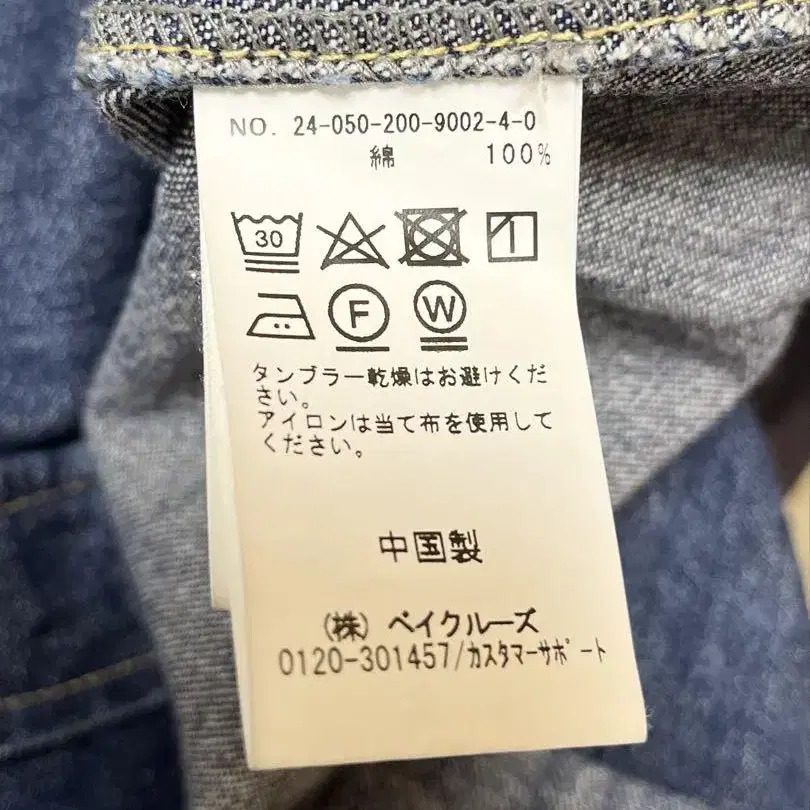 NO. 24-050-200-9002-4-0
綿 100%
30
F W
タンブラー乾燥はお避けくだ
さい。
アイロンは当て布を使用して
ください。
中国製
(株) ベイクルーズ
0120-301457/カスタマーサポート